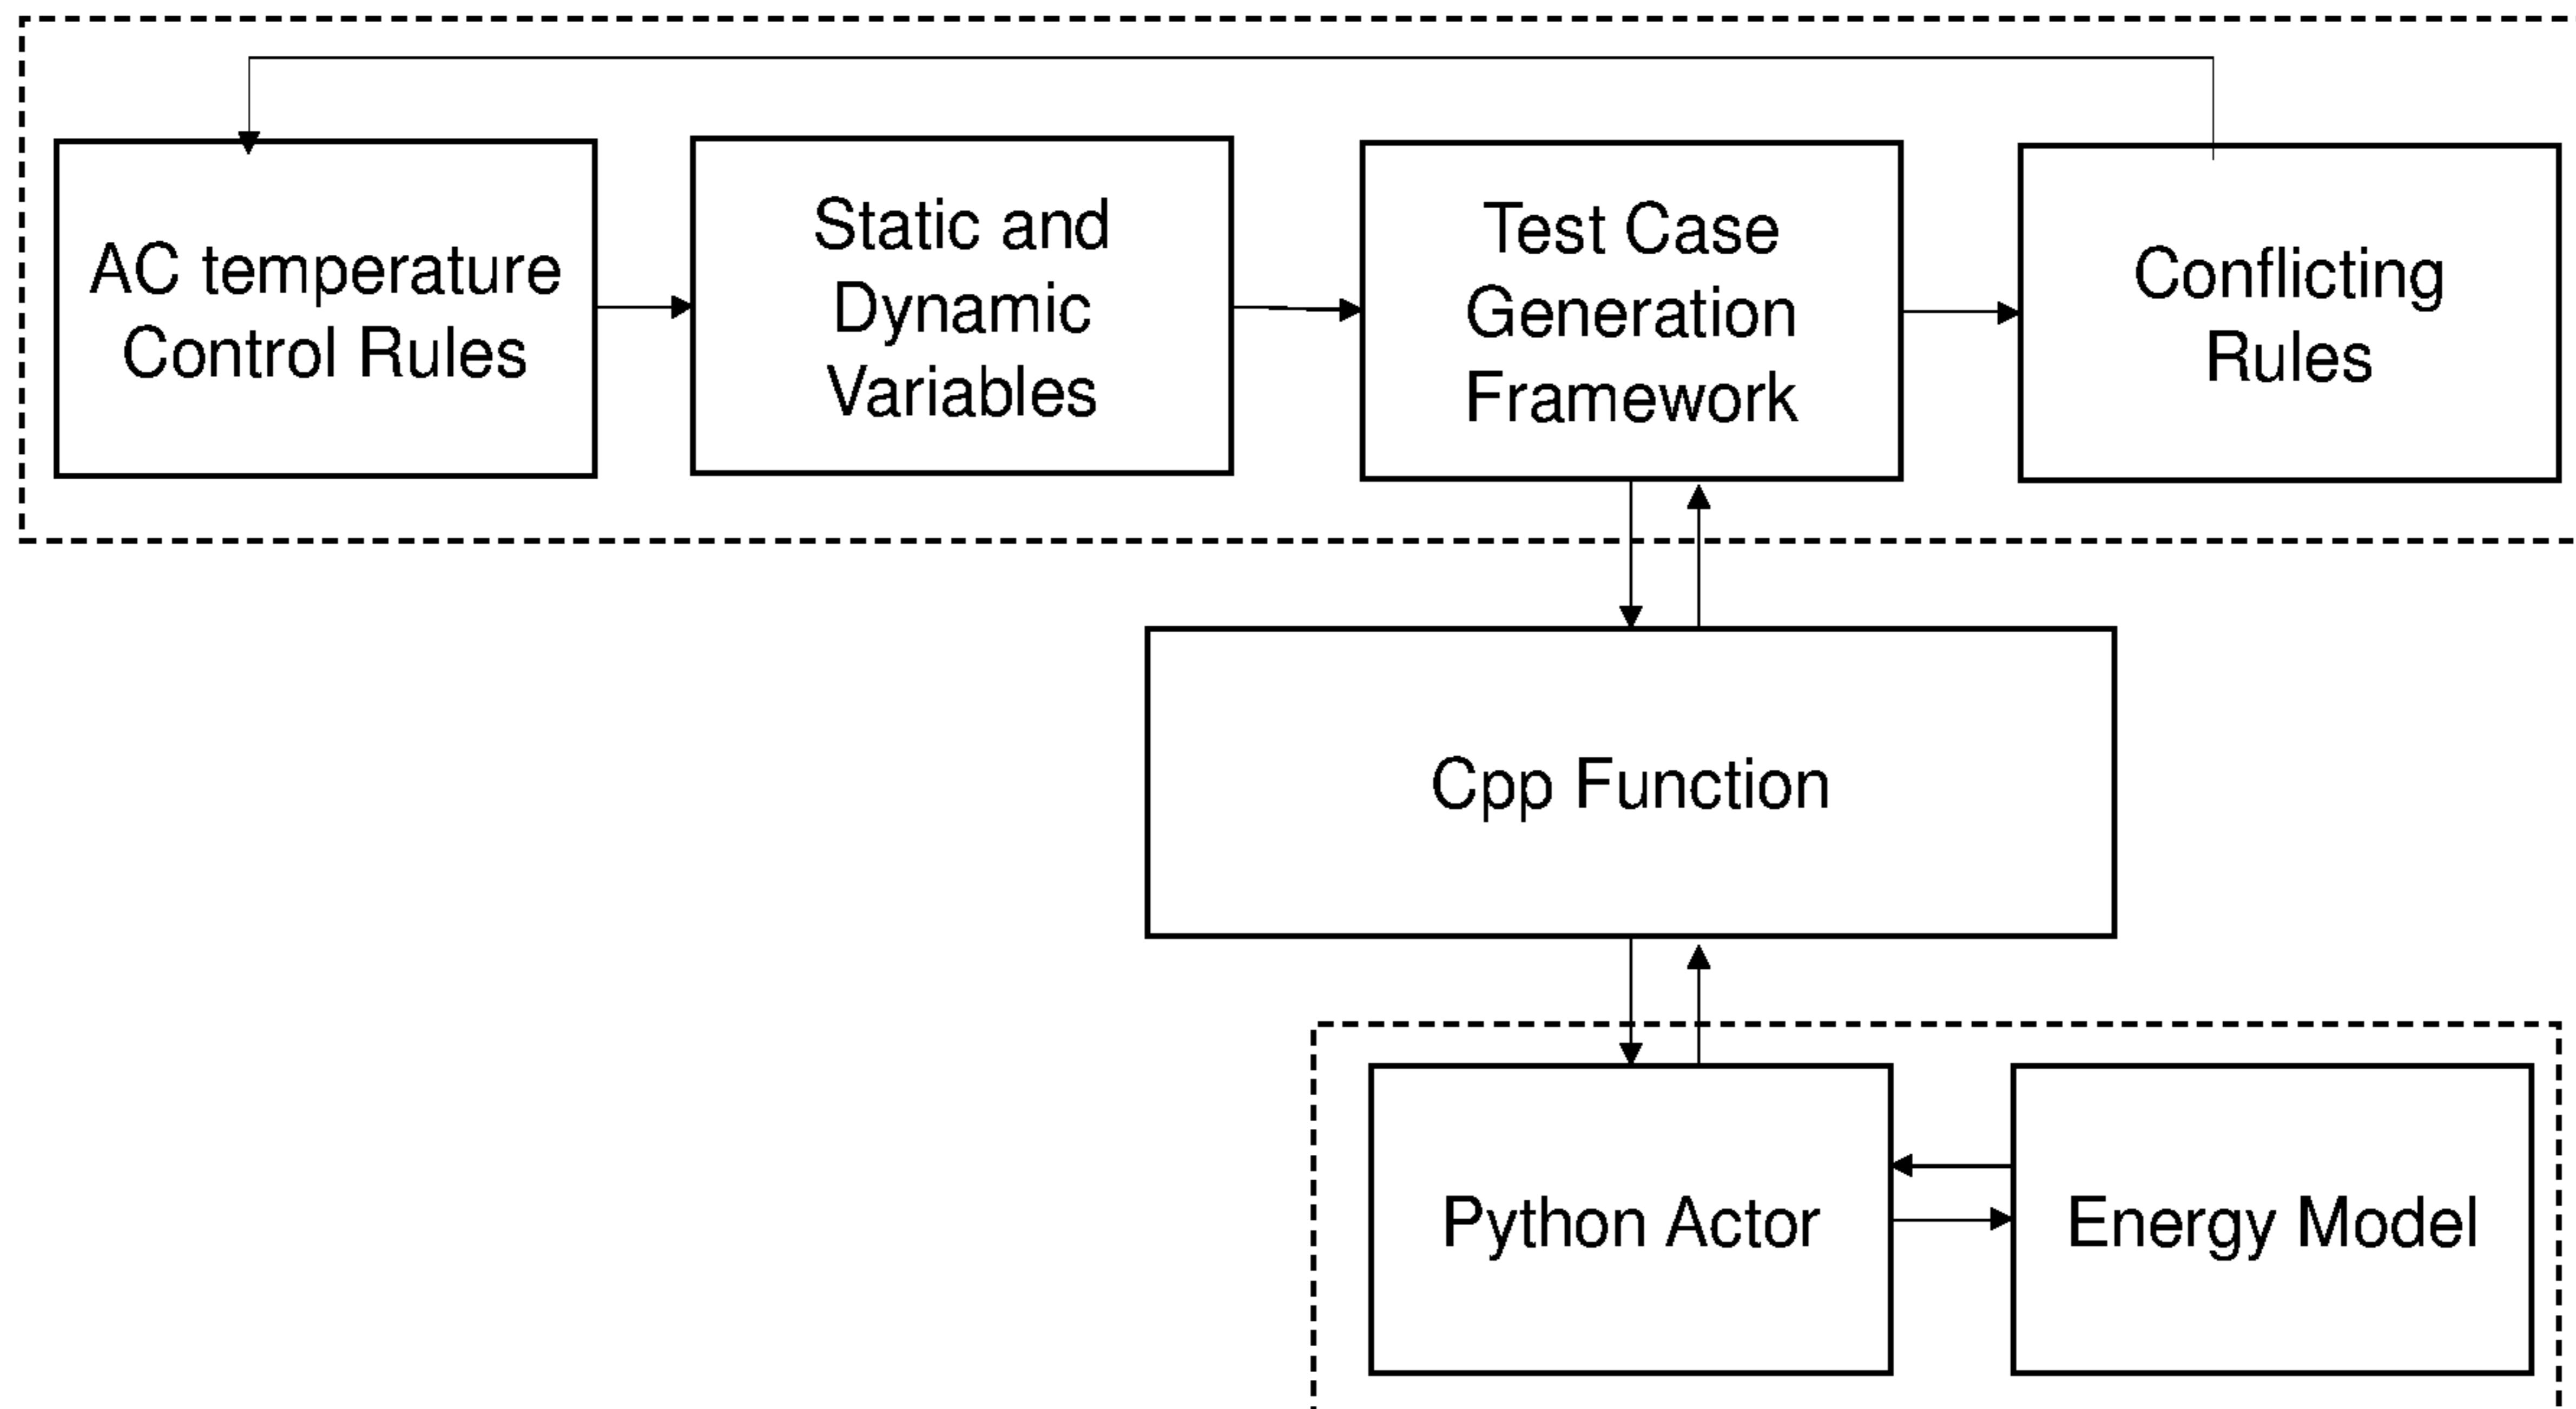 AC temperature
Control Rules
Static and
Dynamic
Variables
Test Case
Generation
Framework
Conflicting
Rules
Cpp Function
Python Actor
Energy Model